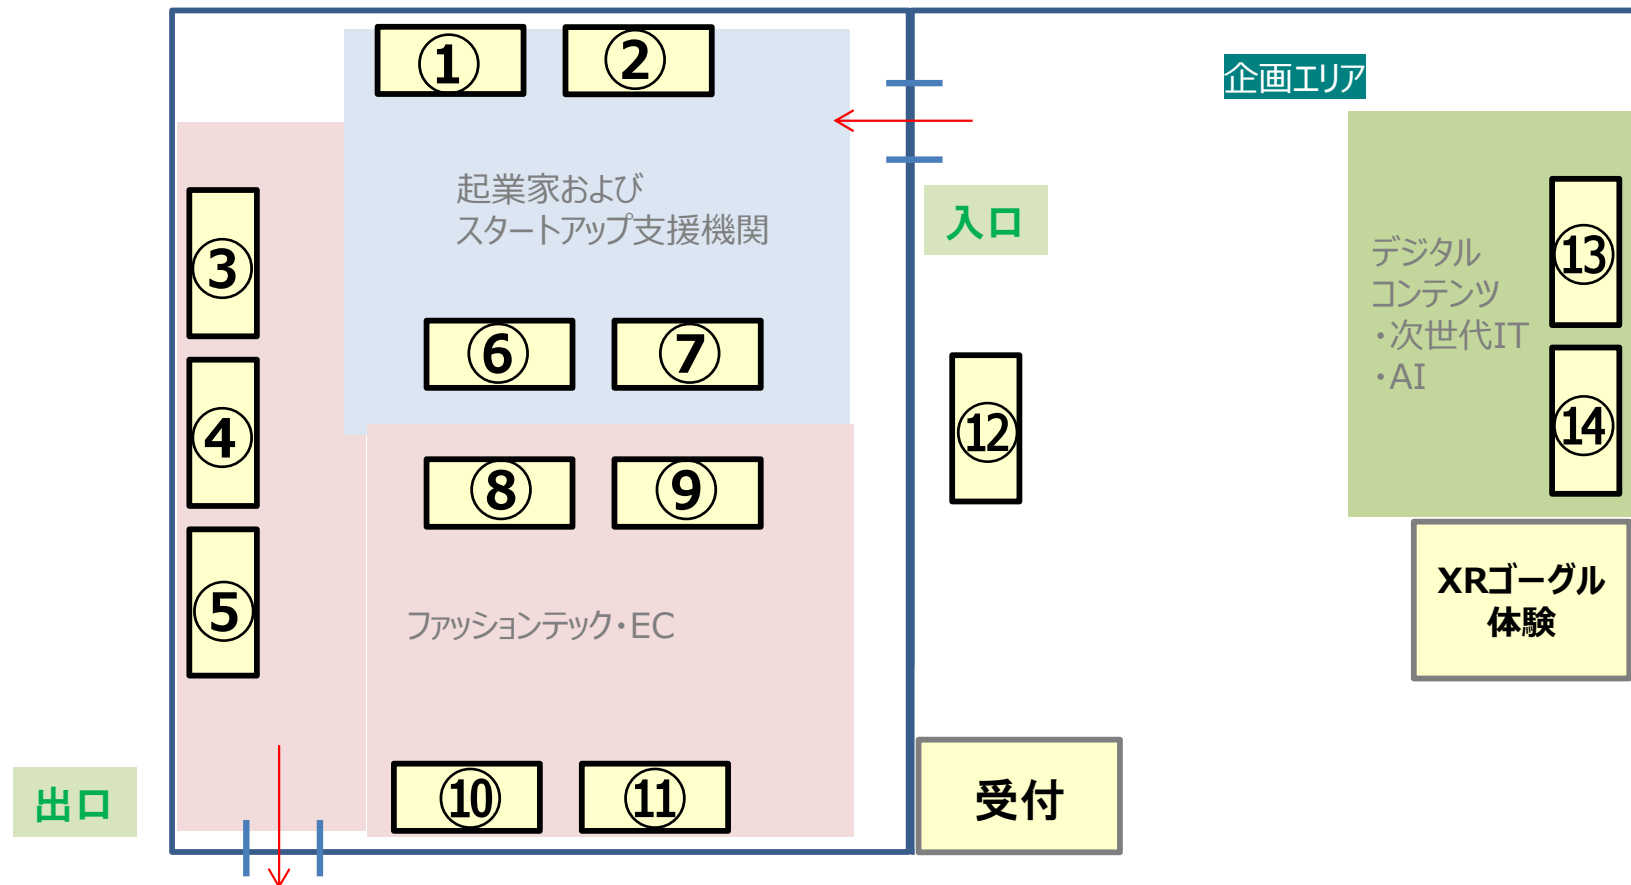 ①
②
企画エリア
起業家および
スタートアップ支援機関
入口
③
デジタル
コンテンツ
・次世代IT
・AI
⑬
⑥
⑦
④
⑫
⑭
⑧
⑨
⑤
ファッションテック・EC
XRゴーグル
体験
出口
⑩
⑪
受付